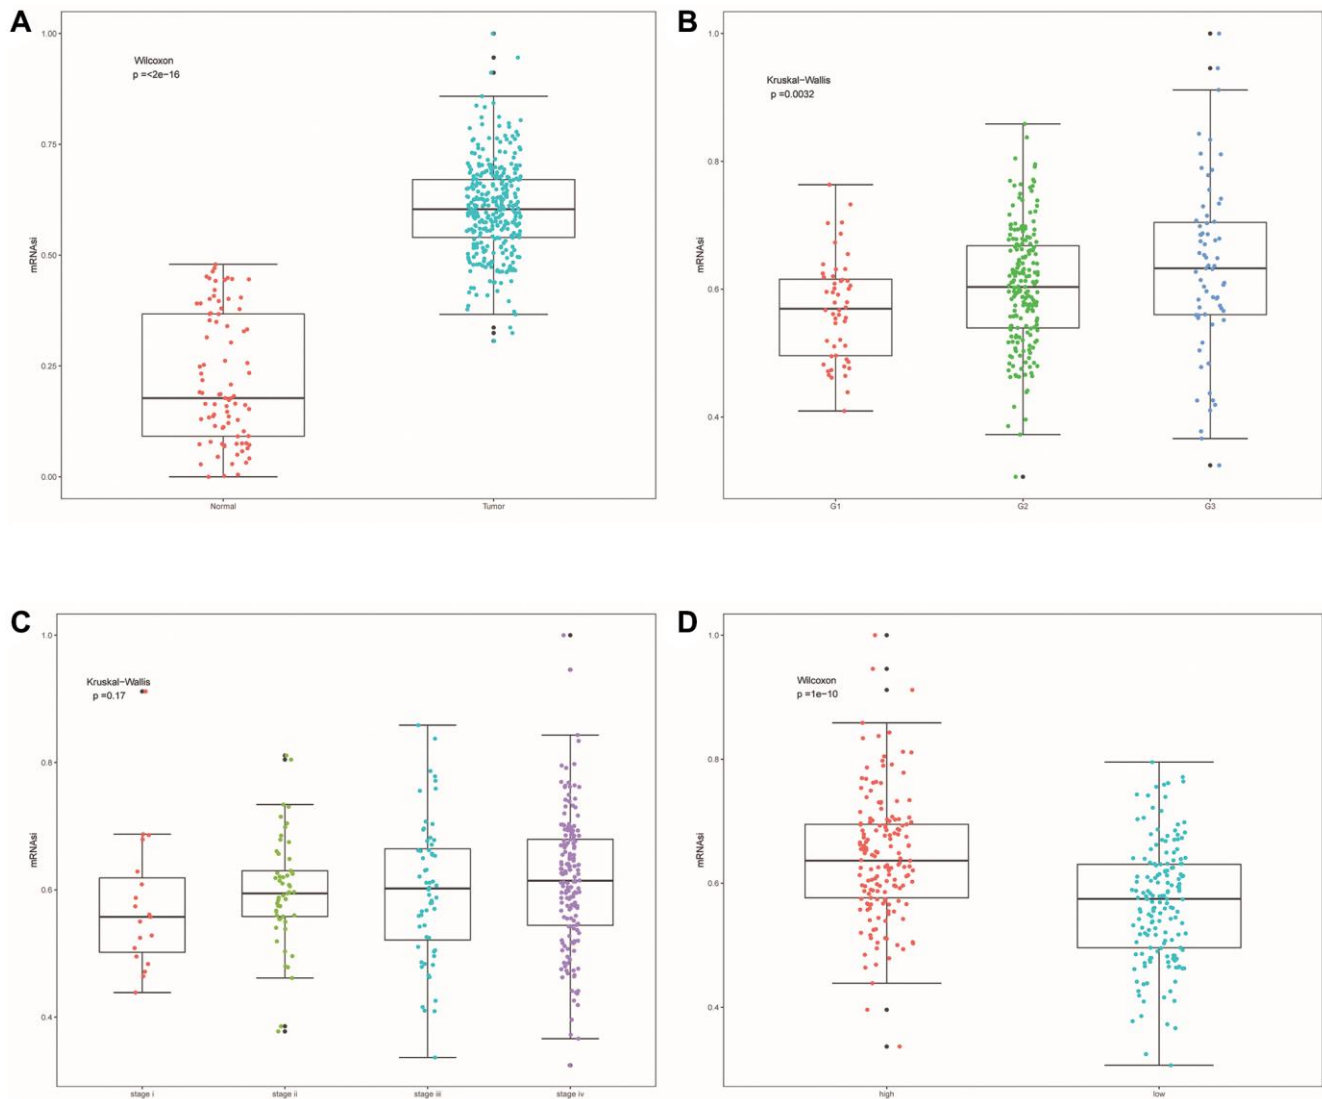 A
Wilcoxon
p =<2e−16
1.00
0.75
0.50
0.25
0.00
mRNAsi
Normal Tumor
B
Kruskal−Wallis
p =0.0032
1.0
0.8
0.6
0.4
mRNAsi
G1 G2 G3
C
Kruskal−Wallis
p =0.17
1.0
0.8
0.6
0.4
mRNAsi
stage i stage ii stage iii stage iv
D
Wilcoxon
p =1e−10
1.0
0.8
0.6
0.4
mRNAsi
high low